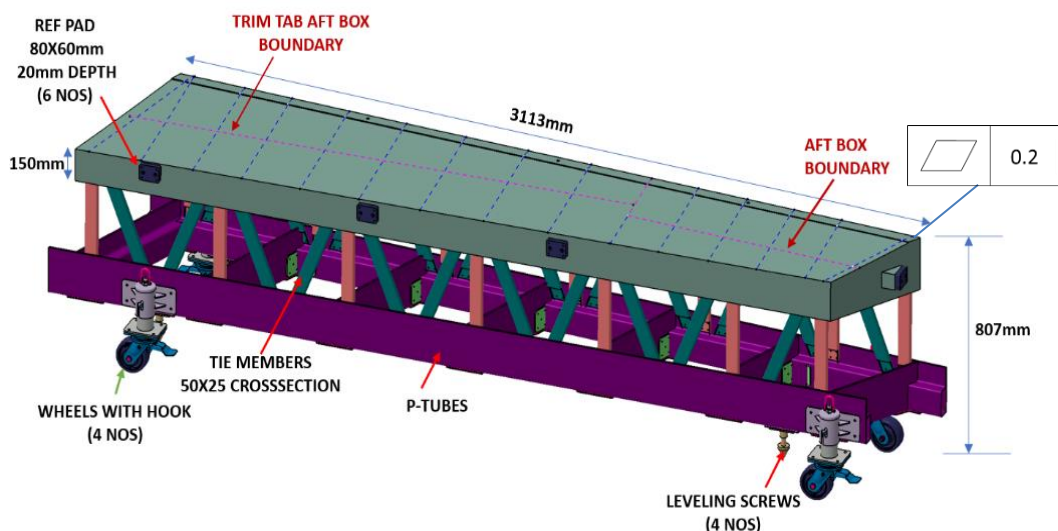 REF PAD
80X60mm
20mm DEPTH
(6 NOS)
TRIM TAB AFT BOX
BOUNDARY
3113mm
150mm
AFT BOX
BOUNDARY
0.2
807mm
TIE MEMBERS
50X25 CROSSSECTION
P-TUBES
WHEELS WITH HOOK
(4 NOS)
LEVELING SCREWS
(4 NOS)